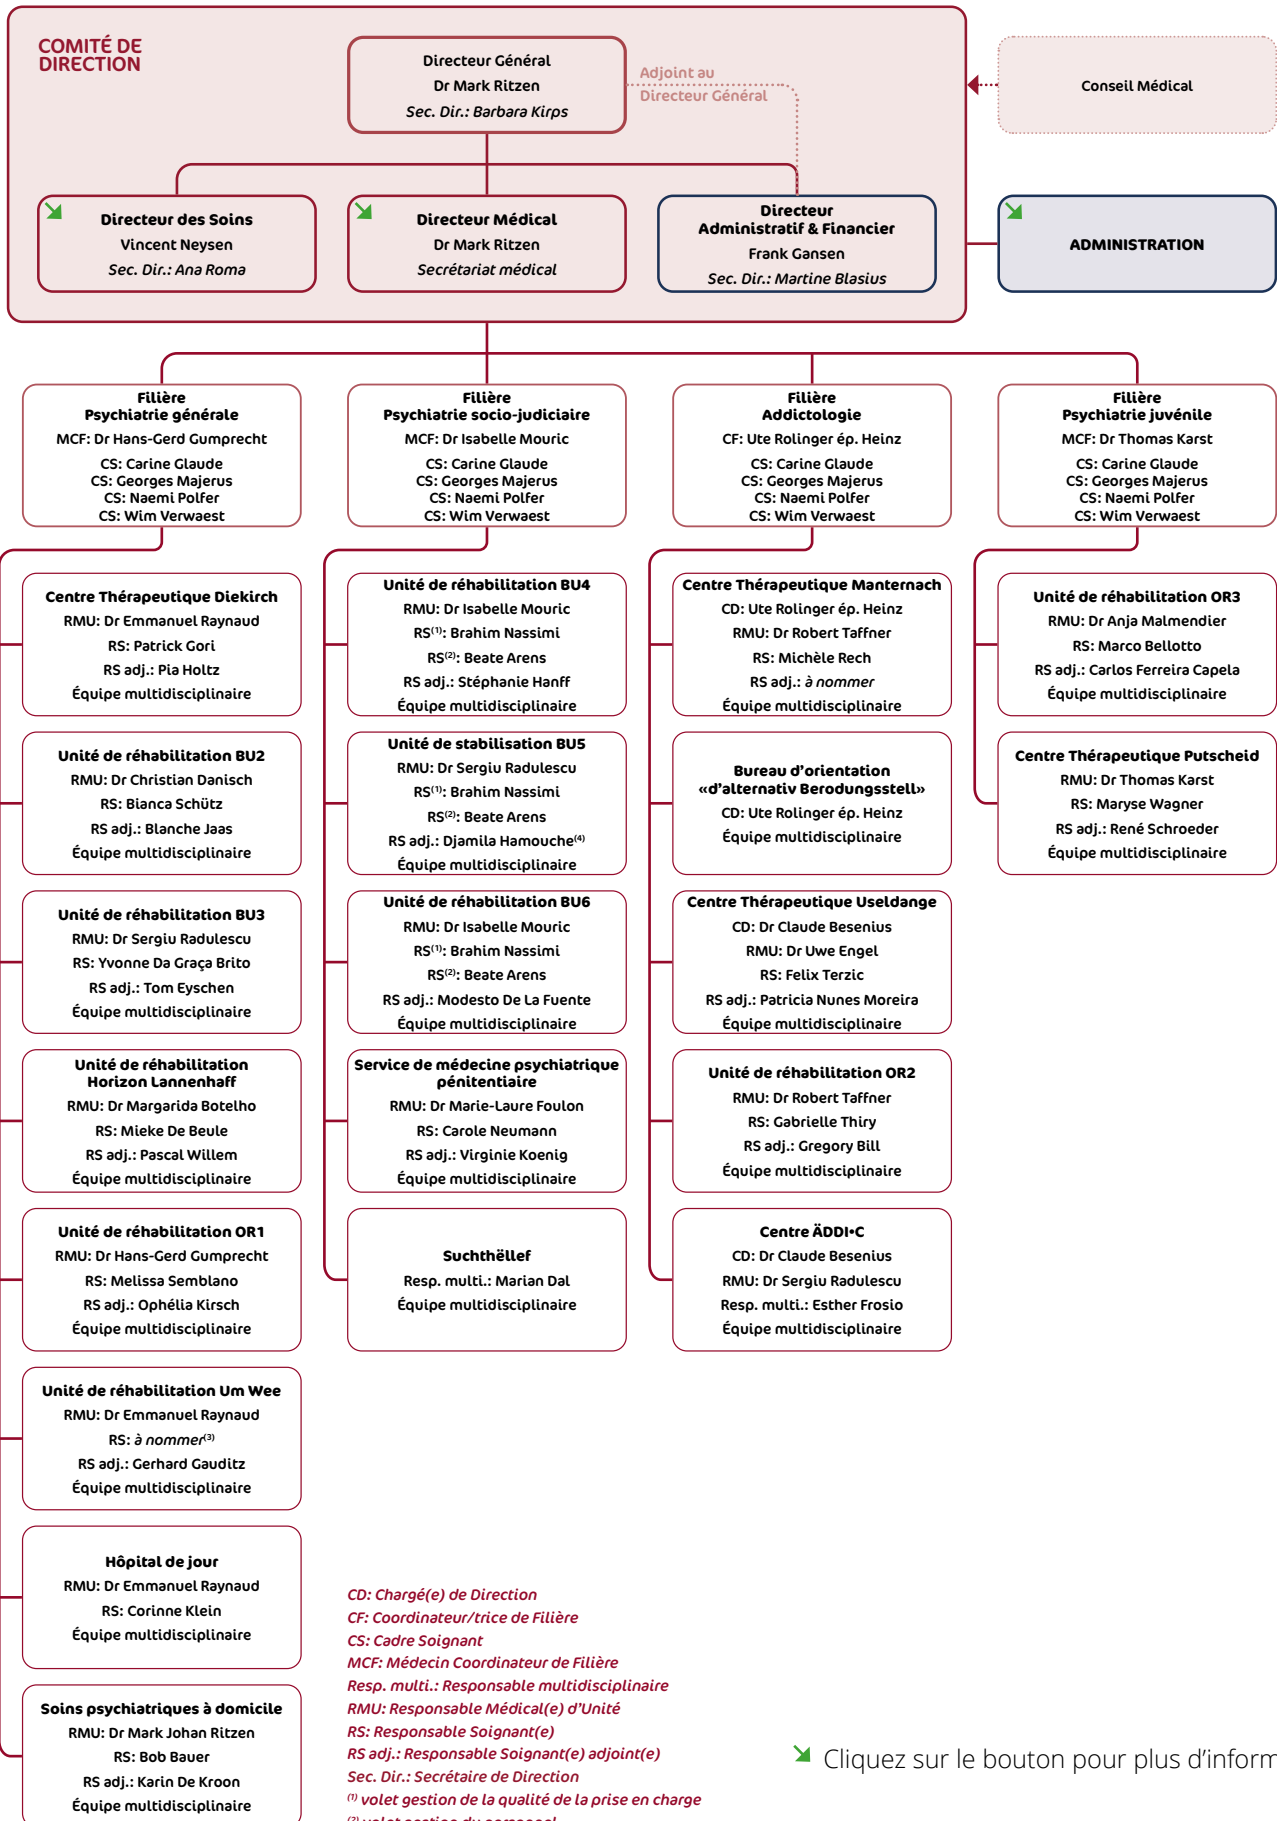 COMITÉ DE
DIRECTION
Directeur Général
Dr Mark Ritzen
Sec. Dir.: Barbara Kirps
Adjoint au
Directeur Général
Conseil Médical
Directeur des Soins
Vincent Neysen
Sec. Dir.: Ana Roma
Directeur Médical
Dr Mark Ritzen
Secrétariat médical
Directeur
Administratif & Financier
Frank Gansen
Sec. Dir.: Martine Blasius
ADMINISTRATION
Filière
Psychiatrie générale
MCF: Dr Hans-Gerd Gumprecht
CS: Carine Glaude
CS: Georges Majerus
CS: Naemi Polfer
CS: Wim Verwaest
Filière
Psychiatrie socio-judiciaire
MCF: Dr Isabelle Mouric
CS: Carine Glaude
CS: Georges Majerus
CS: Naemi Polfer
CS: Wim Verwaest
Filière
Addictologie
CF: Ute Rolinger ép. Heinz
CS: Carine Glaude
CS: Georges Majerus
CS: Naemi Polfer
CS: Wim Verwaest
Filière
Psychiatrie juvénile
MCF: Dr Thomas Karst
CS: Carine Glaude
CS: Georges Majerus
CS: Naemi Polfer
CS: Wim Verwaest
Centre Thérapeutique Diekirch
RMU: Dr Emmanuel Raynaud
RS: Patrick Gori
RS adj.: Pia Holtz
Équipe multidisciplinaire
Unité de réhabilitation BU2
RMU: Dr Christian Danisch
RS: Bianca Schütz
RS adj.: Blanche Jaas
Équipe multidisciplinaire
Unité de réhabilitation BU3
RMU: Dr Sergiu Radulescu
RS: Yvonne Da Graça Brito
RS adj.: Tom Eyschen
Équipe multidisciplinaire
Unité de réhabilitation
Horizon Lannenhaff
RMU: Dr Margarida Botelho
RS: Mieke De Beule
RS adj.: Pascal Willem
Équipe multidisciplinaire
Unité de réhabilitation OR1
RMU: Dr Hans-Gerd Gumprecht
RS: Melissa Semblano
RS adj.: Ophélia Kirsch
Équipe multidisciplinaire
Unité de réhabilitation Um Wee
RMU: Dr Emmanuel Raynaud
RS: à nommer(3)
RS adj.: Gerhard Gauditz
Équipe multidisciplinaire
Hôpital de jour
RMU: Dr Emmanuel Raynaud
RS: Corinne Klein
Équipe multidisciplinaire
Soins psychiatriques à domicile
RMU: Dr Mark Johan Ritzen
RS: Bob Bauer
RS adj.: Karin De Kroon
Équipe multidisciplinaire
Unité de réhabilitation BU4
RMU: Dr Isabelle Mouric
RS(1): Brahim Nassimi
RS(2): Beate Arens
RS adj.: Stéphanie Hanff
Équipe multidisciplinaire
Unité de stabilisation BU5
RMU: Dr Sergiu Radulescu
RS(1): Brahim Nassimi
RS(2): Beate Arens
RS adj.: Djamila Hamouche(4)
Équipe multidisciplinaire
Unité de réhabilitation BU6
RMU: Dr Isabelle Mouric
RS(1): Brahim Nassimi
RS(2): Beate Arens
RS adj.: Modesto De La Fuente
Équipe multidisciplinaire
Service de médecine psychiatrique
pénitentiaire
RMU: Dr Marie-Laure Foulon
RS: Carole Neumann
RS adj.: Virginie Koenig
Équipe multidisciplinaire
Suchthëllef
Resp. multi.: Marian Dal
Équipe multidisciplinaire
Centre Thérapeutique Manternach
CD: Ute Rolinger ép. Heinz
RMU: Dr Robert Taffner
RS: Michèle Rech
RS adj.: à nommer
Équipe multidisciplinaire
Bureau d'orientation
«d'alternativ Berodungsstell»
CD: Ute Rolinger ép. Heinz
Équipe multidisciplinaire
Centre Thérapeutique Useldange
CD: Dr Claude Besenius
RMU: Dr Uwe Engel
RS: Felix Terzic
RS adj.: Patricia Nunes Moreira
Équipe multidisciplinaire
Unité de réhabilitation OR2
RMU: Dr Robert Taffner
RS: Gabrielle Thiry
RS adj.: Gregory Bill
Équipe multidisciplinaire
Centre ÄDDI•C
CD: Dr Claude Besenius
RMU: Dr Sergiu Radulescu
Resp. multi.: Esther Frosio
Équipe multidisciplinaire
Unité de réhabilitation OR3
RMU: Dr Anja Malmendier
RS: Marco Bellotto
RS adj.: Carlos Ferreira Capela
Équipe multidisciplinaire
Centre Thérapeutique Putscheid
RMU: Dr Thomas Karst
RS: Maryse Wagner
RS adj.: René Schroeder
Équipe multidisciplinaire
CD: Chargé(e) de Direction
CF: Coordinateur/trice de Filière
CS: Cadre Soignant
MCF: Médecin Coordinateur de Filière
Resp. multi.: Responsable multidisciplinaire
RMU: Responsable Médical(e) d'Unité
RS: Responsable Soignant(e)
RS adj.: Responsable Soignant(e) adjoint(e)
Sec. Dir.: Secrétaire de Direction
(1) volet gestion de la qualité de la prise en charge
(2) volet gestion du personnel
Cliquez sur le bouton pour plus d'inform